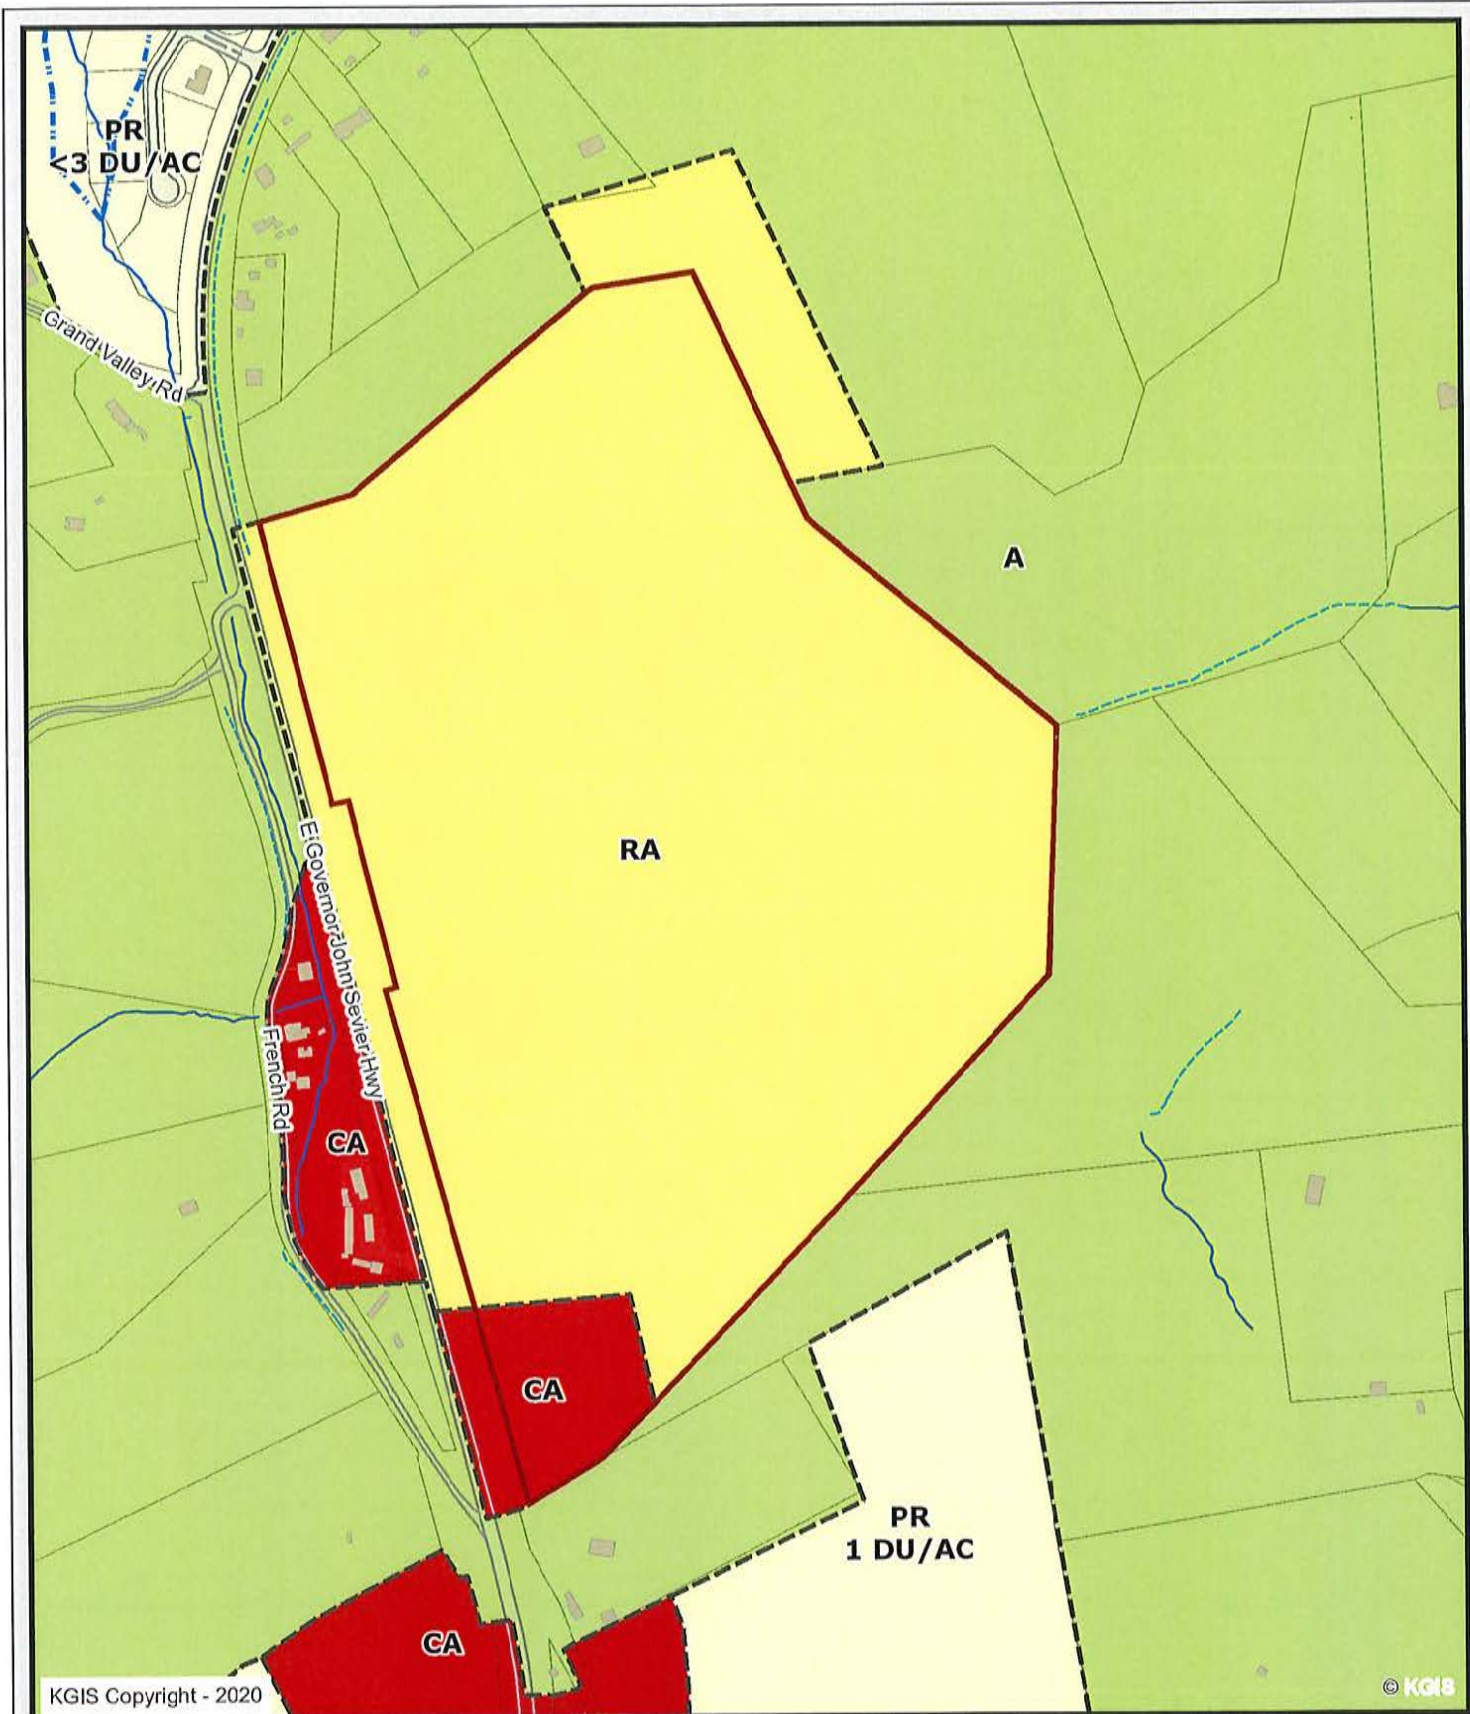 PR
<3 DU/AC
Grand Valley Rd
A
RA
E Governor John Sevier Hwy
French Rd
CA
CA
PR
1 DU/AC
CA
KGIS Copyright - 2020
© KGIS